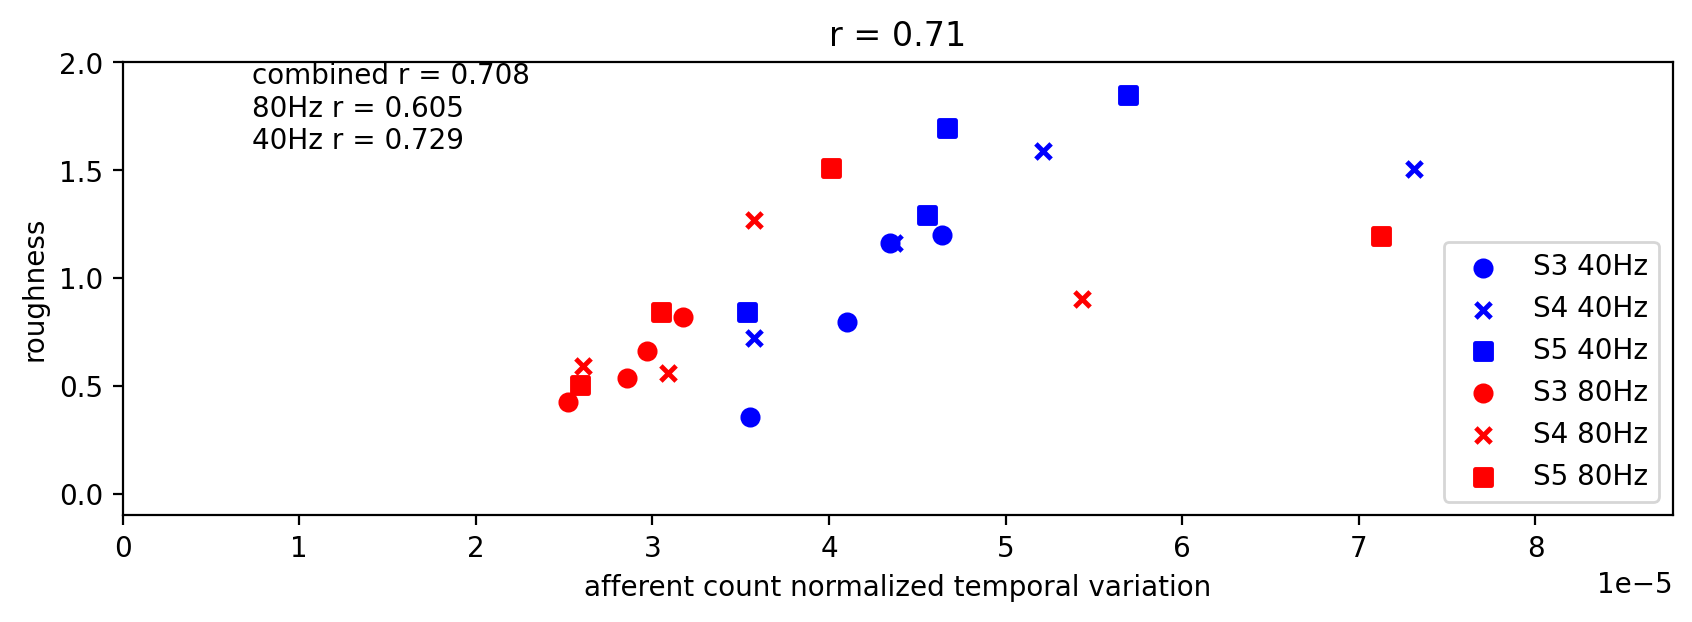 r = 0.71
combined r = 0.708
80Hz r = 0.605
40Hz r = 0.729
2.0
1.5
1.0
0.5
0.0
roughness
S3 40Hz
S4 40Hz
S5 40Hz
S3 80Hz
S4 80Hz
S5 80Hz
0 1 2 3 4 5 6 7 8
afferent count normalized temporal variation
1e−5